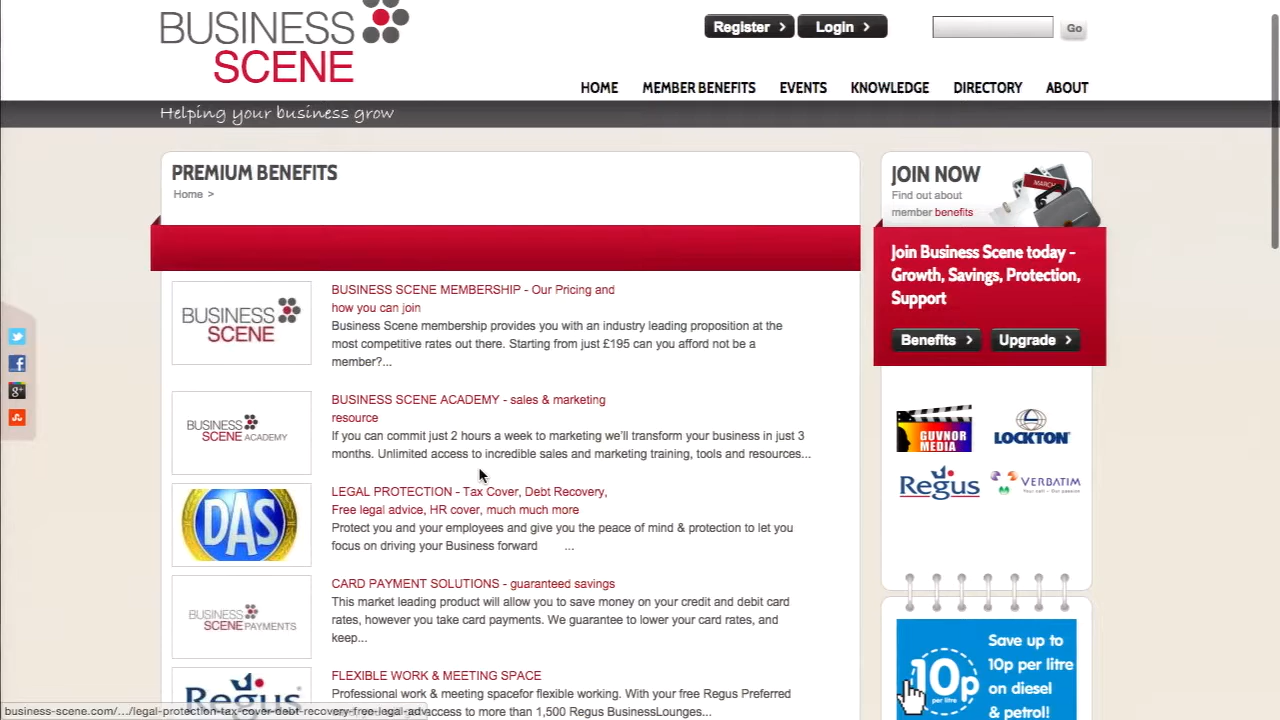 BUSINESS
SCENE
Register >
Login >
Go
HOME
MEMBER BENEFITS
EVENTS
KNOWLEDGE
DIRECTORY
ABOUT
Helping your business grow
PREMIUM BENEFITS
Home >
BUSINESS
SCENE
BUSINESS SCENE MEMBERSHIP - Our Pricing and
how you can join
Business Scene membership provides you with an industry leading proposition at the
most competitive rates out there. Starting from just £195 can you afford not be a
member?...
BUSINESS
SCENE ACADEMY
BUSINESS SCENE ACADEMY - sales & marketing
resource
If you can commit just 2 hours a week to marketing we'll transform your business in just 3
months. Unlimited access to incredible sales and marketing training, tools and resources...
DAS
LEGAL PROTECTION - Tax Cover, Debt Recovery,
Free legal advice, HR cover, much much more
Protect you and your employees and give you the peace of mind & protection to let you
focus on driving your Business forward ...
BUSINESS
SCENE PAYMENTS
CARD PAYMENT SOLUTIONS - guaranteed savings
This market leading product will allow you to save money on your credit and debit card
rates, however you take card payments. We guarantee to lower your card rates, and
keep...
Regus
FLEXIBLE WORK & MEETING SPACE
Professional work & meeting spacefor flexible working. With your free Regus Preferred
access to more than 1,500 Regus BusinessLounges...
business-scene.com/.../legal-protection-tax-cover-debt-recovery-free-legal-adv
JOIN NOW
Find out about
member benefits
MARCH
Join Business Scene today -
Growth, Savings, Protection,
Support
Benefits >
Upgrade >
GUVNOR
MEDIA
LOCKTON
Regus
VERBATIM
Save up to
10p per litre
on diesel
& petrol!
10p
per litre